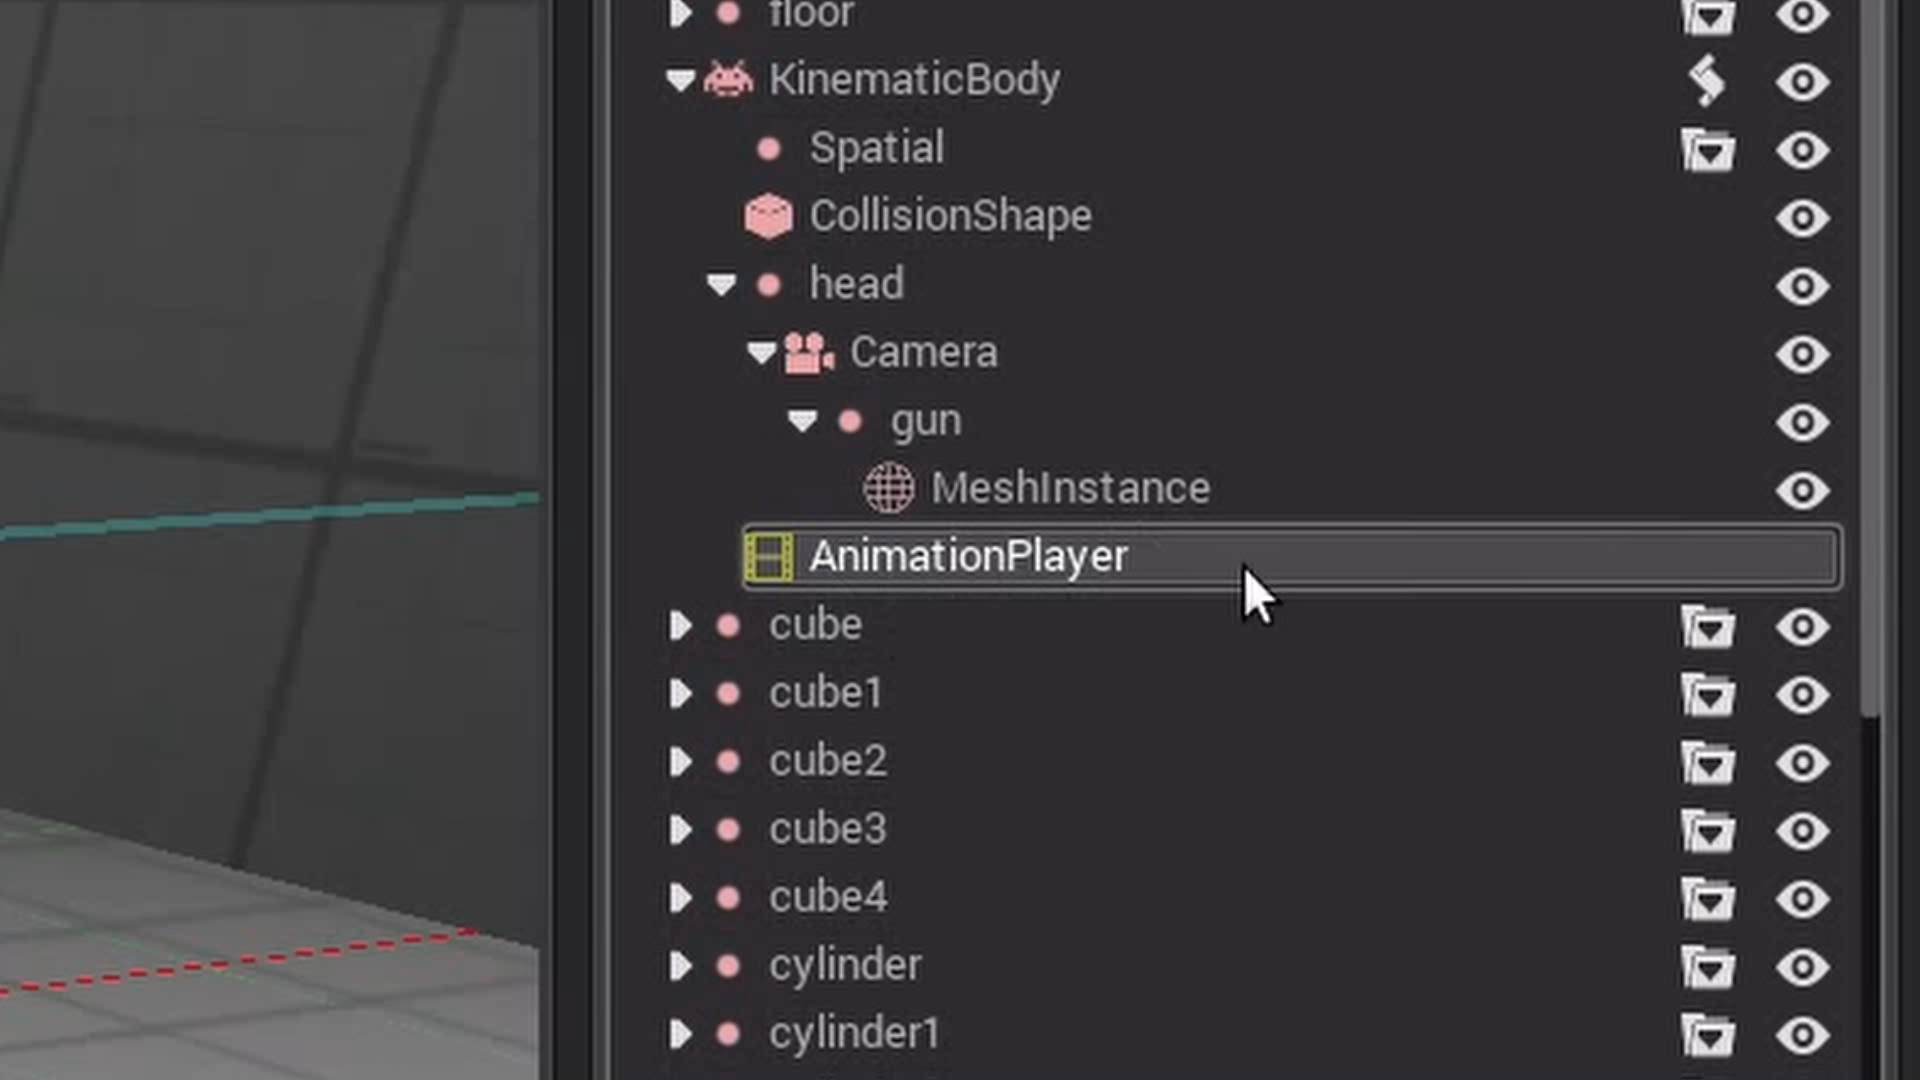 floor
KinematicBody
Spatial
CollisionShape
head
Camera
gun
MeshInstance
AnimationPlayer
cube
cube1
cube2
cube3
cube4
cylinder
cylinder1